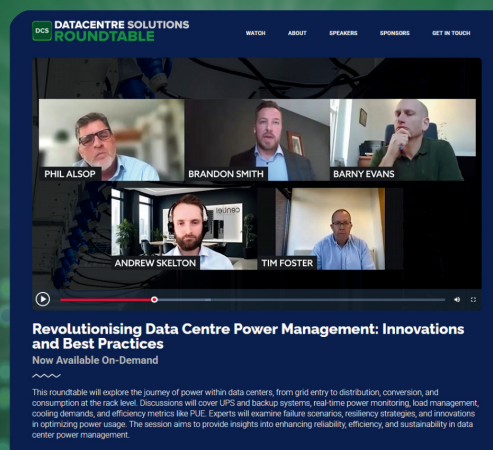 DCS DATACENTRE SOLUTIONS
ROUNDTABLE
WATCH ABOUT SPEAKERS SPONSORS GET IN TOUCH
PHIL ALSOP BRANDON SMITH BARNY EVANS
ANDREW SKELTON TIM FOSTER
Revolutionising Data Centre Power Management: Innovations
and Best Practices
Now Available On-Demand
This roundtable will explore the journey of power within data centers, from grid entry to distribution, conversion, and
consumption at the rack level. Discussions will cover UPS and backup systems, real-time power monitoring, load management,
cooling demands, and efficiency metrics like PUE. Experts will examine failure scenarios, resiliency strategies, and innovations
in optimizing power usage. The session aims to provide insights into enhancing reliability, efficiency, and sustainability in data
center power management.